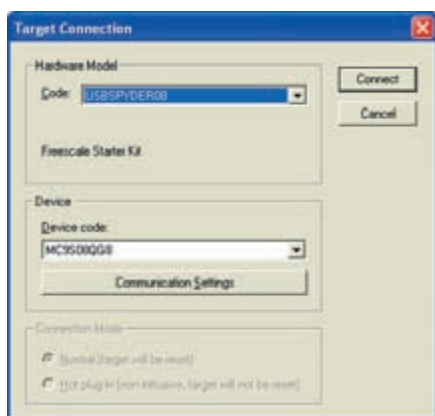 Target Connection
Hardware Model
Code: USBSPYDER08
Connect
Cancel
Freescale Starter Kit
Device
Device code:
MC9S08QG8
Communication Settings
Connection Mode
Normal (target will be reset)
Hot plug-in (non intrusive, target will not be reset)